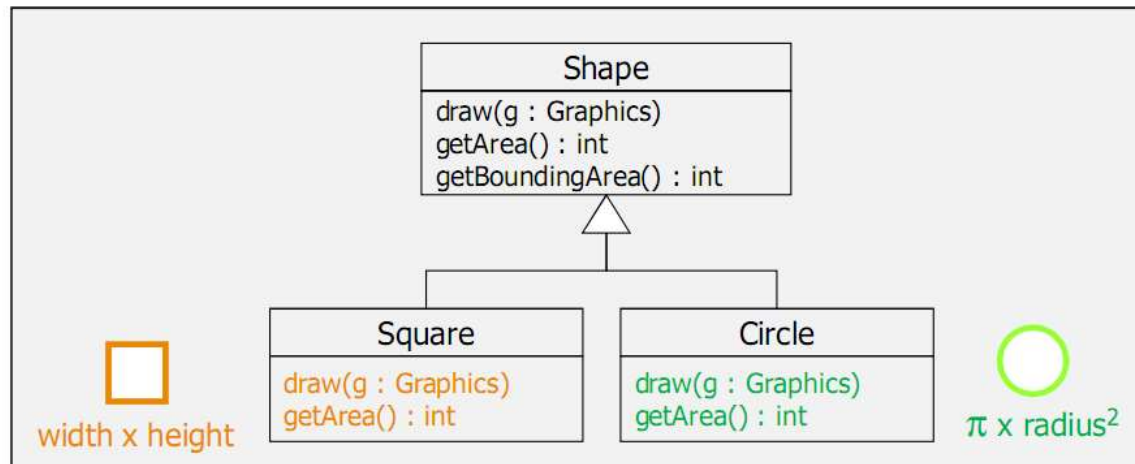 Shape
draw(g : Graphics)
getArea() : int
getBoundingArea() : int
Square
draw(g : Graphics)
getArea() : int
Circle
draw(g : Graphics)
getArea() : int
width x height
π x radius²